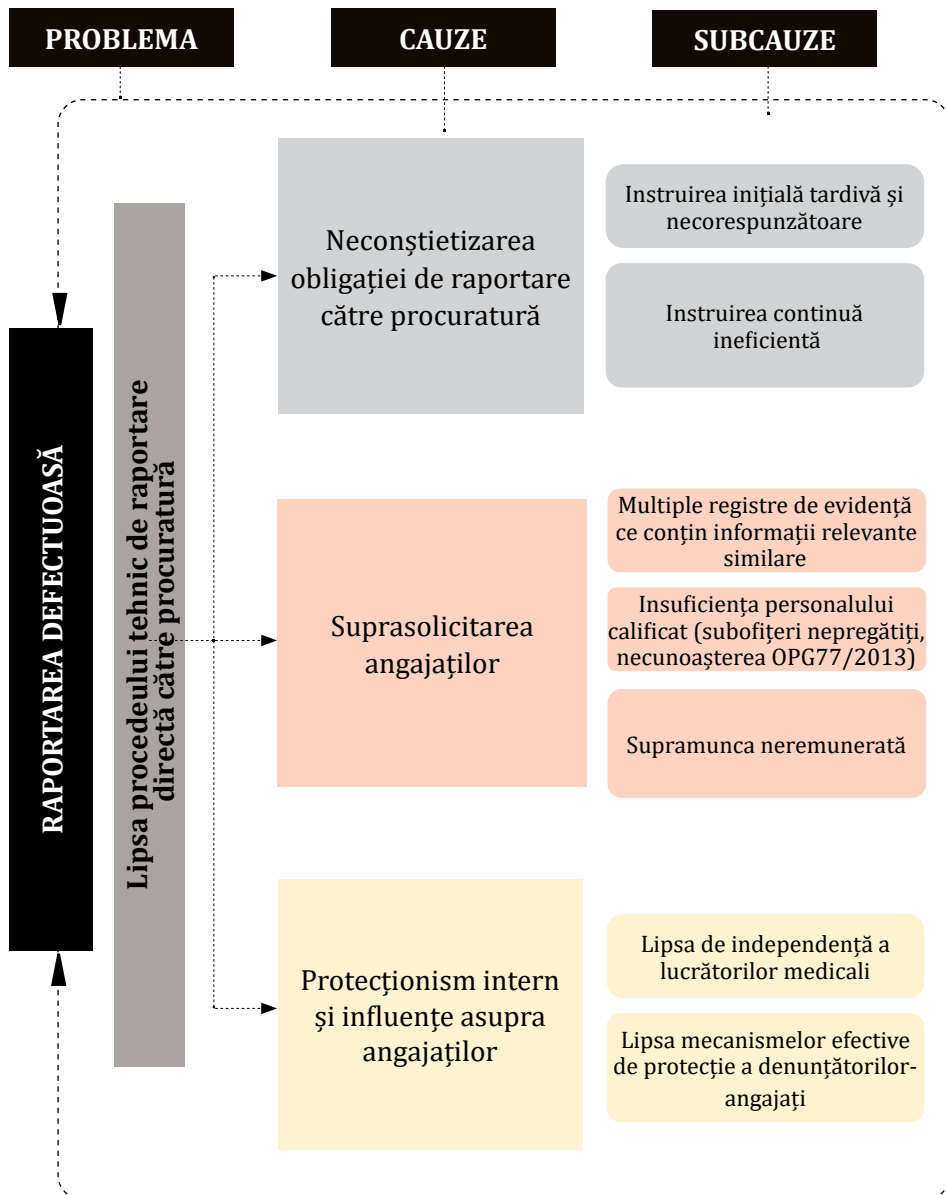 PROBLEMA
CAUZE
SUBCAUZE
RAPORTAREA DEFECTUOASĂ
Lipsa procedeului tehnic de raportare
directă către procuratură
Neconștietizarea
obligației de raportare
către procuratură
Instruirea inițială tardivă și
necorespunzătoare
Instruirea continuă
ineficientă
Suprasolicitarea
angajaților
Multiple registre de evidență
ce conțin informații relevante
similare
Insuficiența personalului
calificat (subofițeri nepregătiți,
necunoașterea OPG77/2013)
Supramunca neremunerată
Protecționism intern
și influențe asupra
angajaților
Lipsa de independență a
lucrătorilor medicali
Lipsa mecanismelor efective
de protecție a denunțătorilor-
angajați